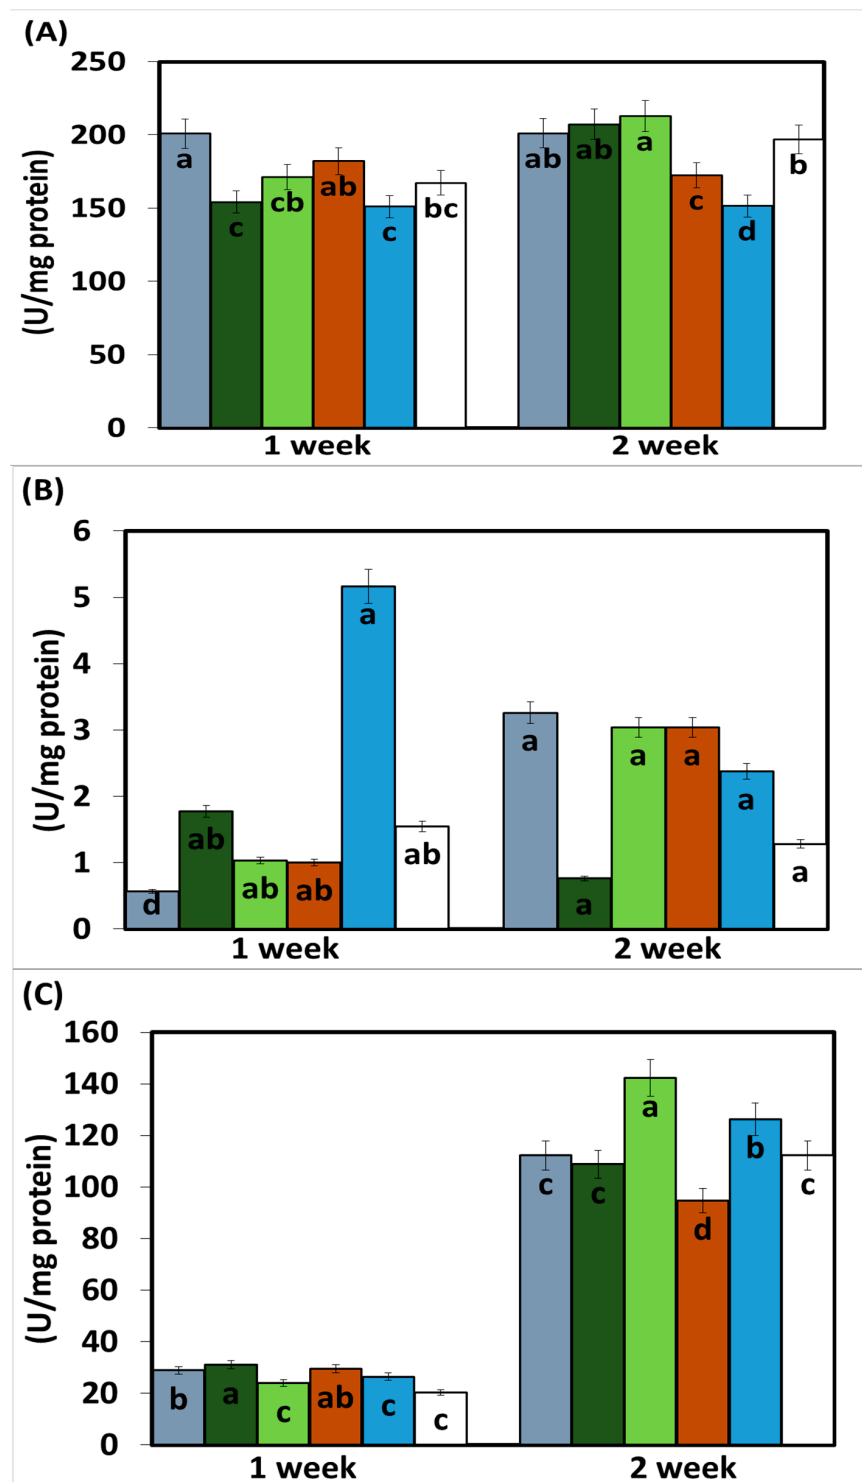 (A)
(U/mg protein)
250
200
150
100
50
0
a
c
cb
ab
c
bc
ab
ab
a
c
d
b
1 week
2 week
(B)
(U/mg protein)
6
5
4
3
2
1
0
d
ab
ab
ab
a
ab
a
a
a
a
a
a
1 week
2 week
(C)
(U/mg protein)
160
140
120
100
80
60
40
20
0
b
a
c
ab
c
c
c
c
a
d
b
c
1 week
2 week